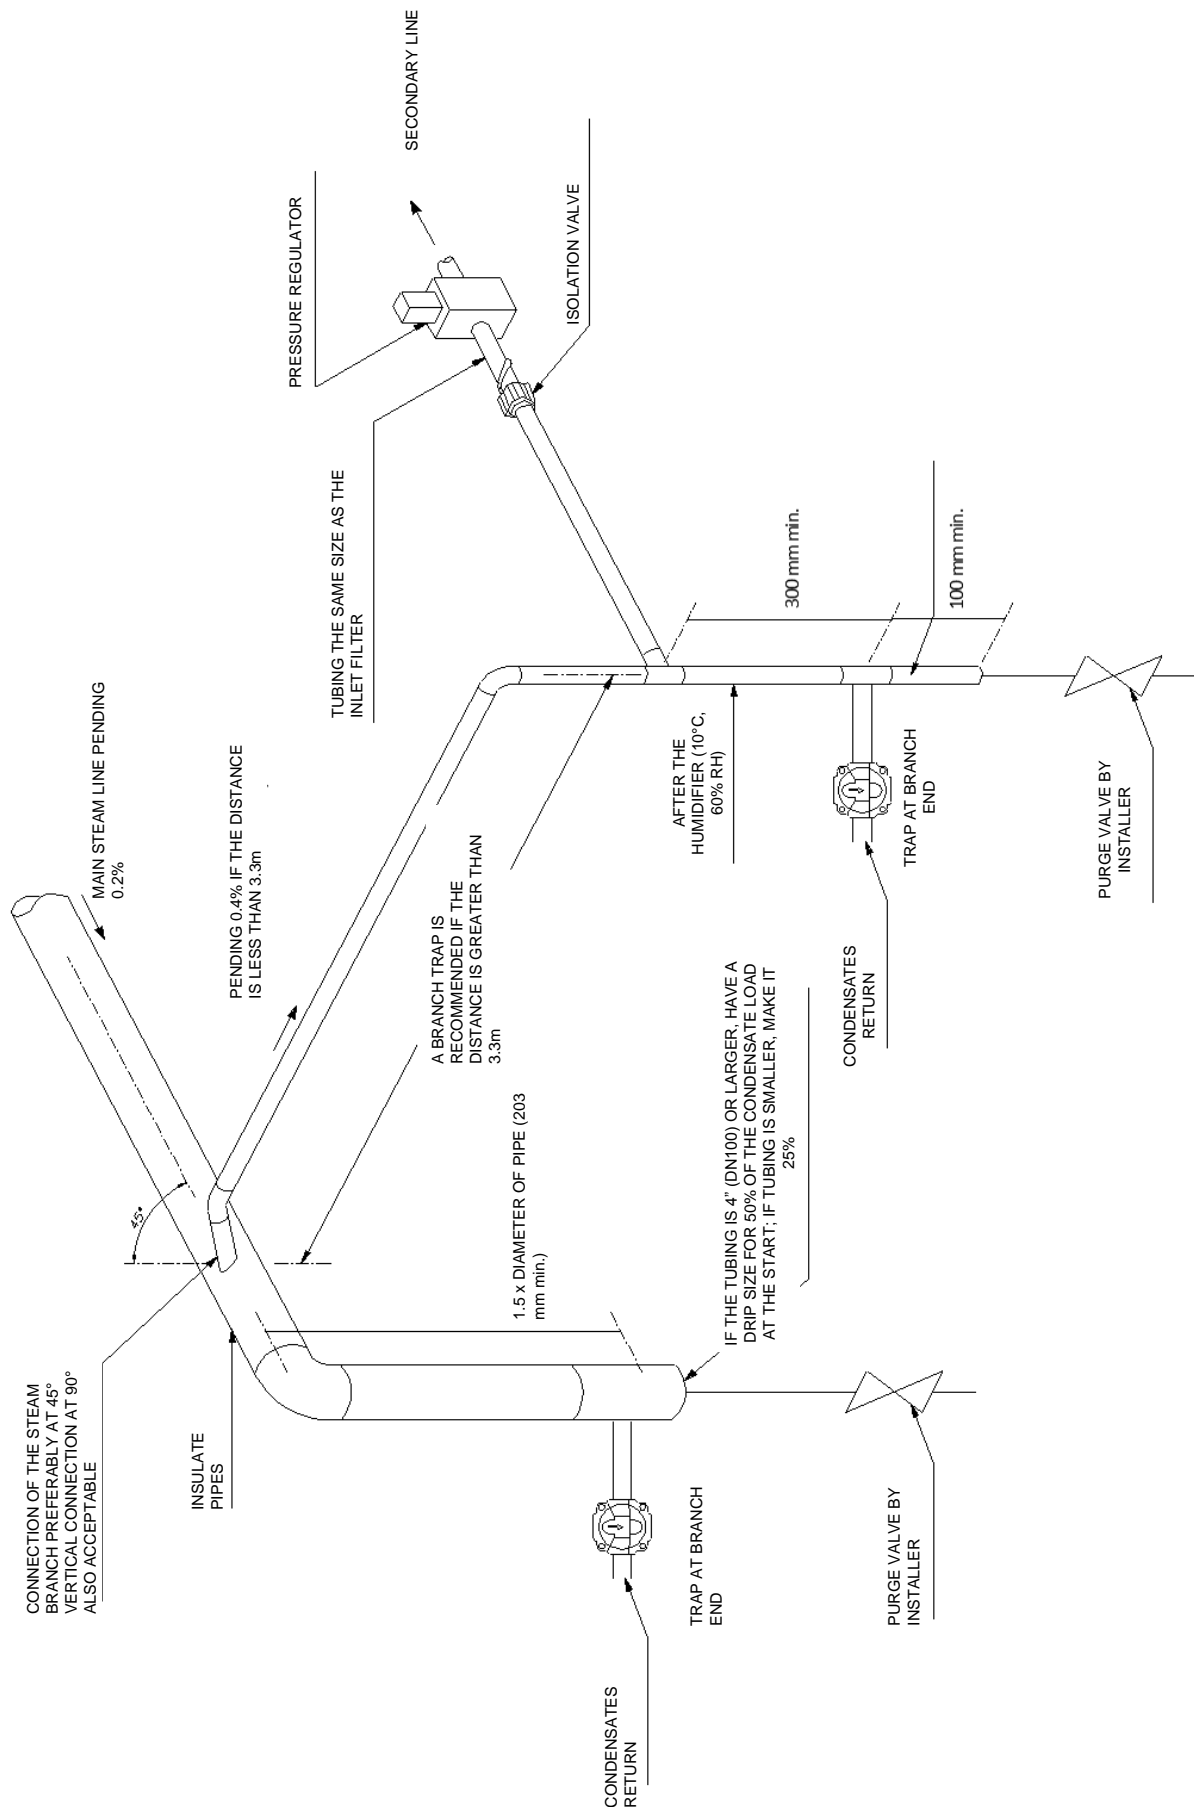 CONNECTION OF THE STEAM
BRANCH PREFERABLY AT 45°
VERTICAL CONNECTION AT 90°
ALSO ACCEPTABLE
INSULATE
PIPES
45°
MAIN STEAM LINE PENDING
0.2%
PENDING 0.4% IF THE DISTANCE
IS LESS THAN 3.3m
A BRANCH TRAP IS
RECOMMENDED IF THE
DISTANCE IS GREATER THAN
3.3m
1.5 x DIAMETER OF PIPE (203
mm min.)
IF THE TUBING IS 4" (DN100) OR LARGER, HAVE A
DRIP SIZE FOR 50% OF THE CONDENSATE LOAD
AT THE START; IF TUBING IS SMALLER, MAKE IT
25%
TRAP AT BRANCH
END
CONDENSATES
RETURN
PURGE VALVE BY
INSTALLER
TUBING THE SAME SIZE AS THE
INLET FILTER
PRESSURE REGULATOR
SECONDARY LINE
ISOLATION VALVE
300 mm min.
100 mm min.
AFTER THE
HUMIDIFIER (10°C,
60% RH)
TRAP AT BRANCH
END
CONDENSATES
RETURN
PURGE VALVE BY
INSTALLER